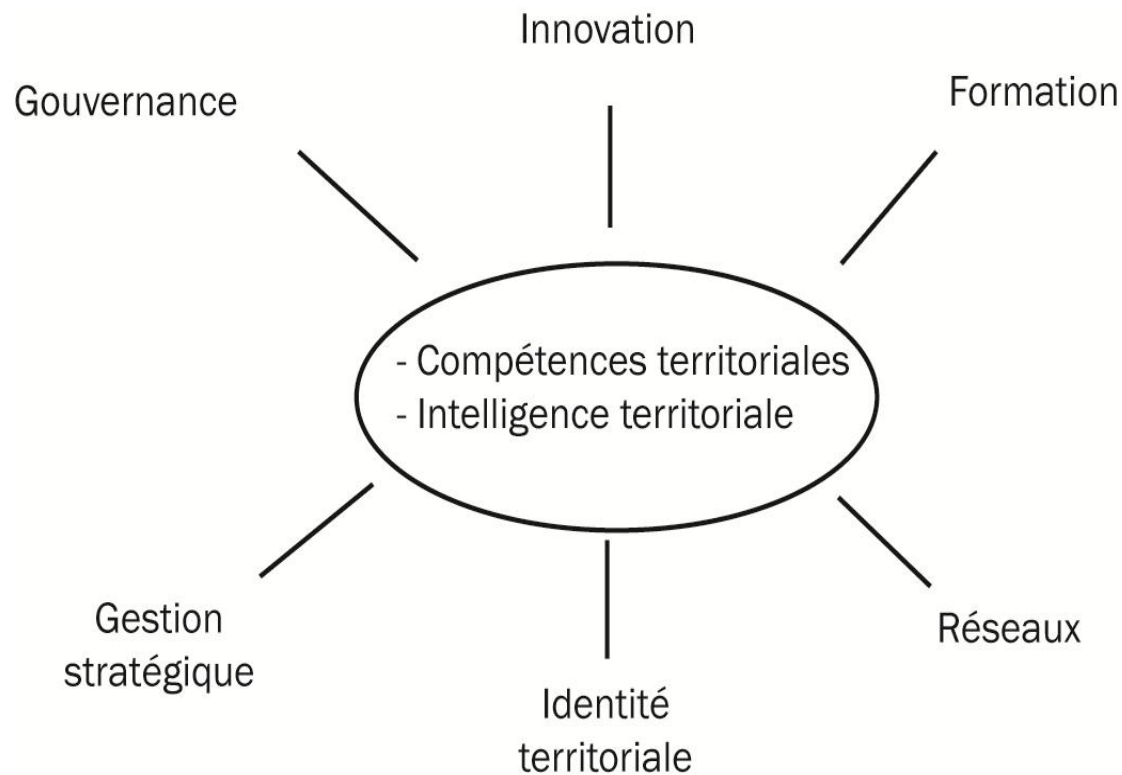 Innovation
Gouvernance
Formation
- Compétences territoriales
- Intelligence territoriale
Gestion
stratégique
Réseaux
Identité
territoriale